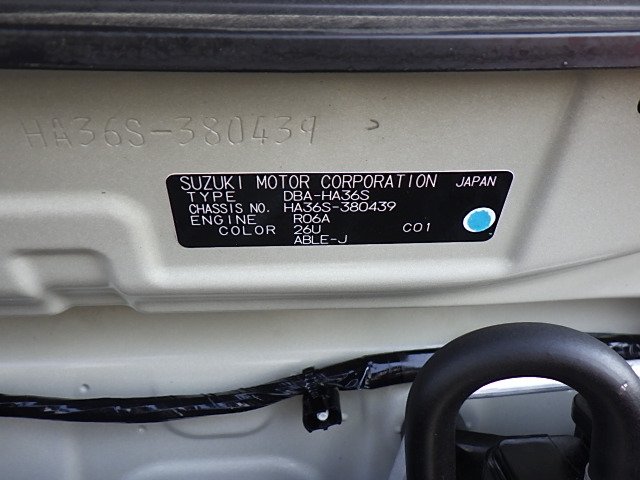 HA36S-380439
SUZUKI MOTOR CORPORATION JAPAN
TYPE DBA-HA36S
CHASSIS NO. HA36S-380439
ENGINE R06A
COLOR 26U C01
ABLE-J